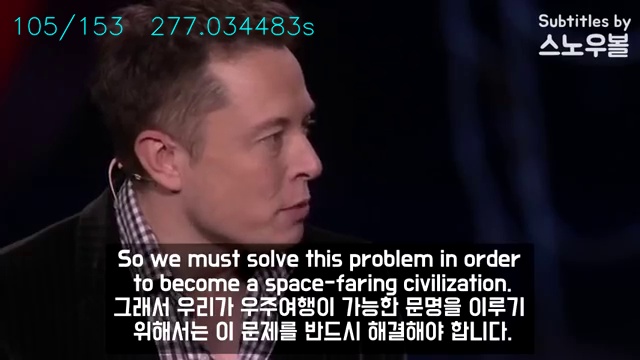 105/153 277.034483s
Subtitles by
스노우볼
So we must solve this problem in order
to become a space-faring civilization.
그래서 우리가 우주여행이 가능한 문명을 이루기
위해서는 이 문제를 반드시 해결해야 합니다.